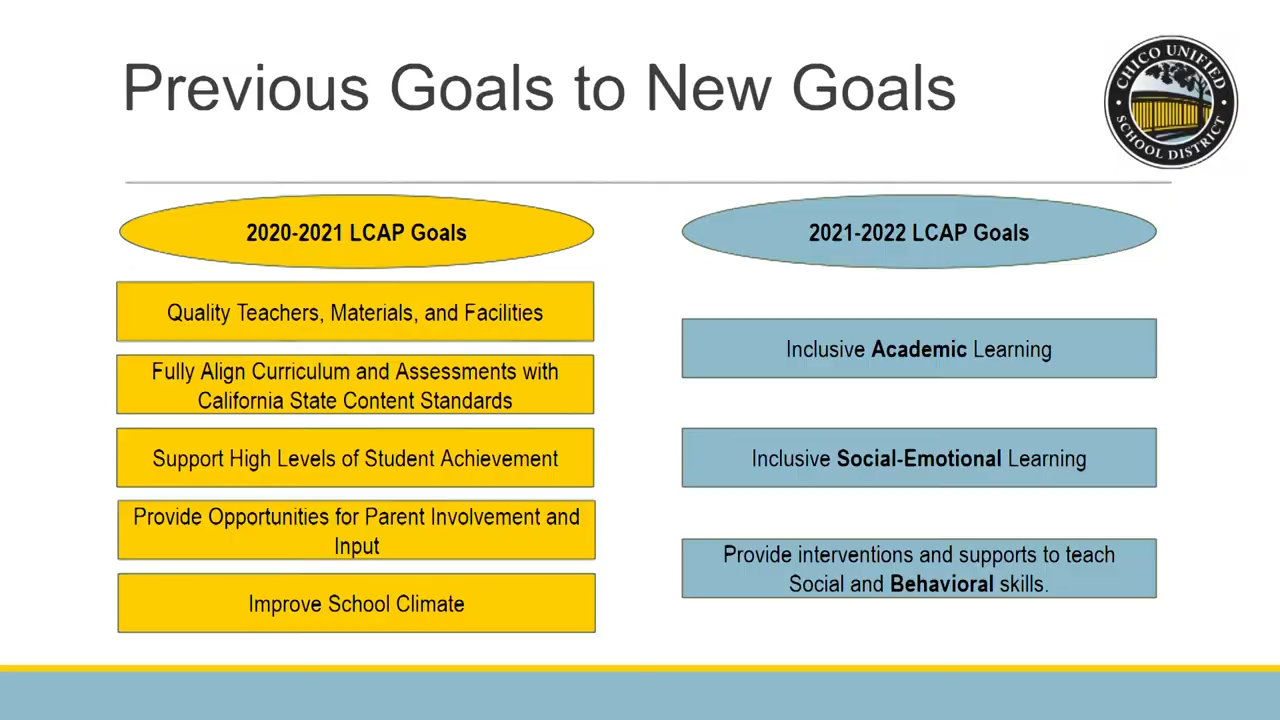 Previous Goals to New Goals
CHICO UNIFIED
SCHOOL DISTRICT
2020-2021 LCAP Goals
Quality Teachers, Materials, and Facilities
Fully Align Curriculum and Assessments with
California State Content Standards
Support High Levels of Student Achievement
Provide Opportunities for Parent Involvement and
Input
Improve School Climate
2021-2022 LCAP Goals
Inclusive Academic Learning
Inclusive Social-Emotional Learning
Provide interventions and supports to teach
Social and Behavioral skills.